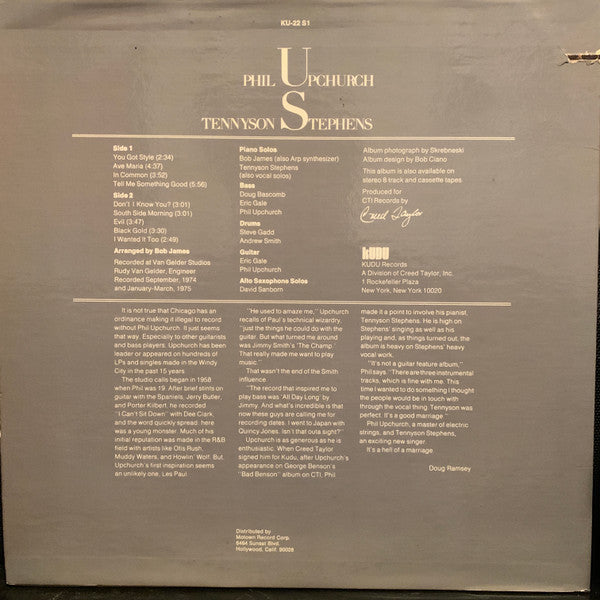 KU-22 S1
PHIL UPCHURCH
TENNYSON STEPHENS
Side 1
You Got Style (2:34)
Ave Maria (4:37)
In Common (3:52)
Tell Me Something Good (5:56)
Side 2
Don't I Know You? (3:01)
South Side Morning (3:01)
Evil (3:47)
Black Gold (3:30)
I Wanted It Too (2:49)
Arranged by Bob James
Recorded at Van Gelder Studios
Rudy Van Gelder, Engineer
Recorded September, 1974
and January-March, 1975
Piano Solos
Bob James (also Arp synthesizer)
Tennyson Stephens
(also vocal solos)
Bass
Doug Bascomb
Eric Gale
Phil Upchurch
Drums
Steve Gadd
Andrew Smith
Guitar
Eric Gale
Phil Upchurch
Alto Saxophone Solos
David Sanborn
Album photograph by Skrebneski
Album design by Bob Ciano
This album is also available on
stereo 8 track and cassette tapes
Produced for
CTI Records by
Creed Taylor
kUDU
KUDU Records
A Division of Creed Taylor, Inc.
1 Rockefeller Plaza
New York, New York 10020
It is not true that Chicago has an
ordinance making it illegal to record
without Phil Upchurch. It just seems
that way. Especially to other guitarists
and bass players. Upchurch has been
leader or appeared on hundreds of
LPs and singles made in the Windy
City in the past 15 years.
The studio calls began in 1958
when Phil was 19. After brief stints on
guitar with the Spaniels, Jerry Butler,
and Porter Kilbert, he recorded
"I Can't Sit Down" with Dee Clark,
and the word quickly spread: here
was a young monster. Much of his
initial reputation was made in the R&B
field with artists like Otis Rush,
Muddy Waters, and Howlin' Wolf. But
Upchurch's first inspiration seems
an unlikely one, Les Paul.
"He used to amaze me," Upchurch
recalls of Paul's technical wizardry,
"just the things he could do with the
guitar. But what turned me around
was Jimmy Smith's 'The Champ.'
That really made me want to play
music."
That wasn't the end of the Smith
influence.
"The record that inspired me to
play bass was 'All Day Long' by
Jimmy. And what's incredible is that
now these guys are calling me for
recording dates. I went to Japan with
Quincy Jones. Isn't that outa sight?"
Upchurch is as generous as he is
enthusiastic. When Creed Taylor
signed him for Kudu, after Upchurch's
appearance on George Benson's
"Bad Benson" album on CTI, Phil
made it a point to involve his pianist,
Tennyson Stephens. He is high on
Stephens' singing as well as his
playing and, as things turned out, the
album is heavy on Stephens' heavy
vocal work.
"It's not a guitar feature album,"
Phil says. "There are three instrumental
tracks, which is fine with me. This
time I wanted to do something I thought
the people would be in touch with
through the vocal thing. Tennyson was
perfect. It's a good marriage."
Phil Upchurch, a master of electric
strings, and Tennyson Stephens,
an exciting new singer.
It's a hell of a marriage.
Doug Ramsey
Distributed by
Motown Record Corp.
6464 Sunset Blvd.
Hollywood, Calif. 90028